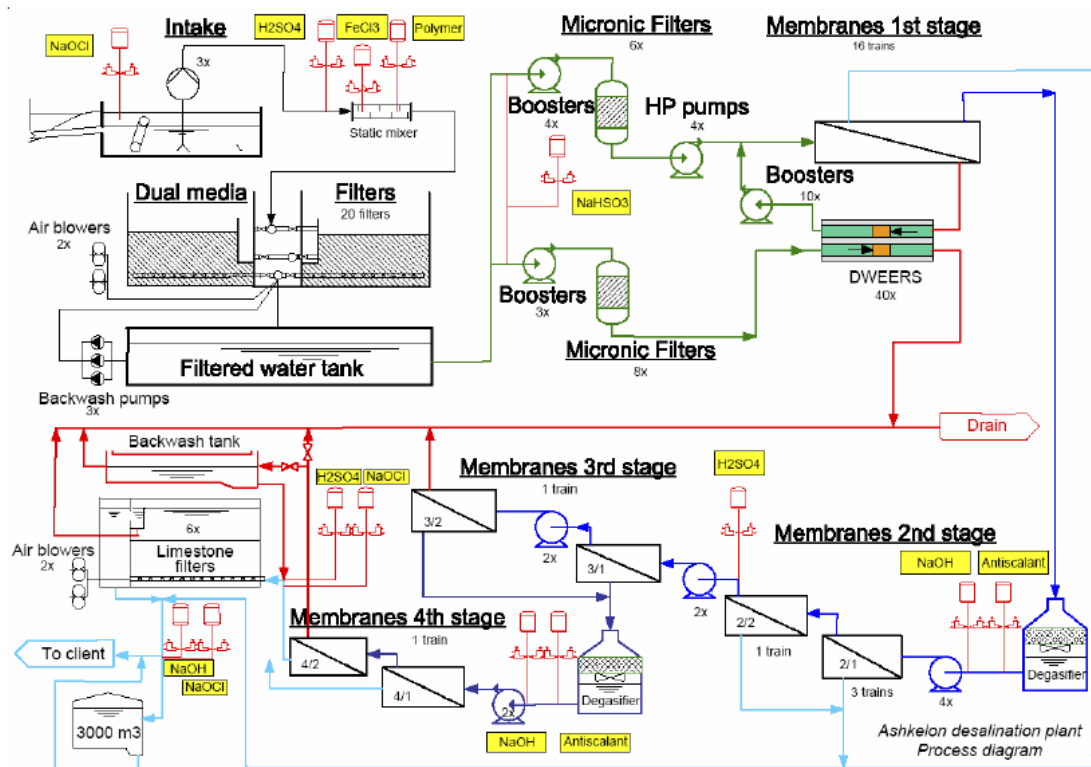 Intake
H2SO4
FeCl3
Polymer
NaOCl
3x
Static mixer
Micronic Filters
6x
Membranes 1st stage
16 trains
Boosters
4x
HP pumps
4x
Boosters
10x
NaHSO3
Dual media
Filters
20 filters
Air blowers
2x
DWEERS
40x
Boosters
3x
Micronic Filters
8x
Filtered water tank
Backwash pumps
3x
Drain
Backwash tank
H2SO4
NaOCl
Membranes 3rd stage
1 train
H2SO4
3/2
2x
3/1
2x
Membranes 2nd stage
NaOH
Antiscalant
6x
Limestone
filters
Air blowers
2x
2/2
1 train
2/1
3 trains
4x
Degasifier
Membranes 4th stage
1 train
4/2
4/1
2x
Degasifier
NaOH
Antiscalant
To client
NaOH
NaOCl
3000 m3
Ashkelon desalination plant
Process diagram